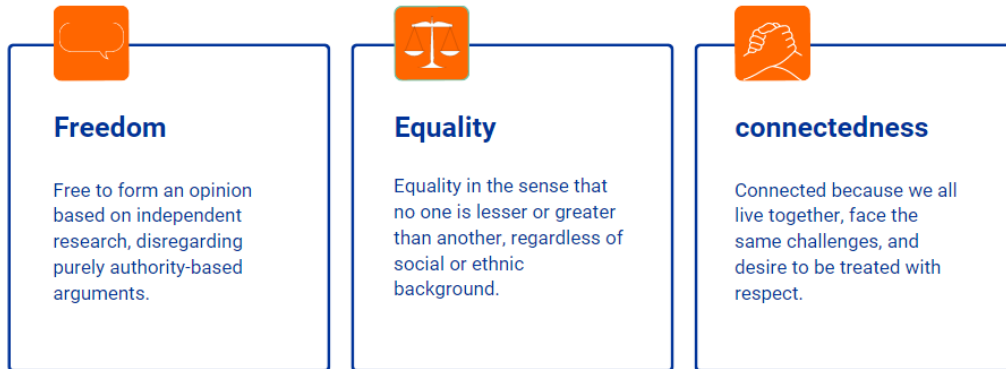 Freedom
Free to form an opinion
based on independent
research, disregarding
purely authority-based
arguments.
Equality
Equality in the sense that
no one is lesser or greater
than another, regardless of
social or ethnic
background.
connectedness
Connected because we all
live together, face the
same challenges, and
desire to be treated with
respect.